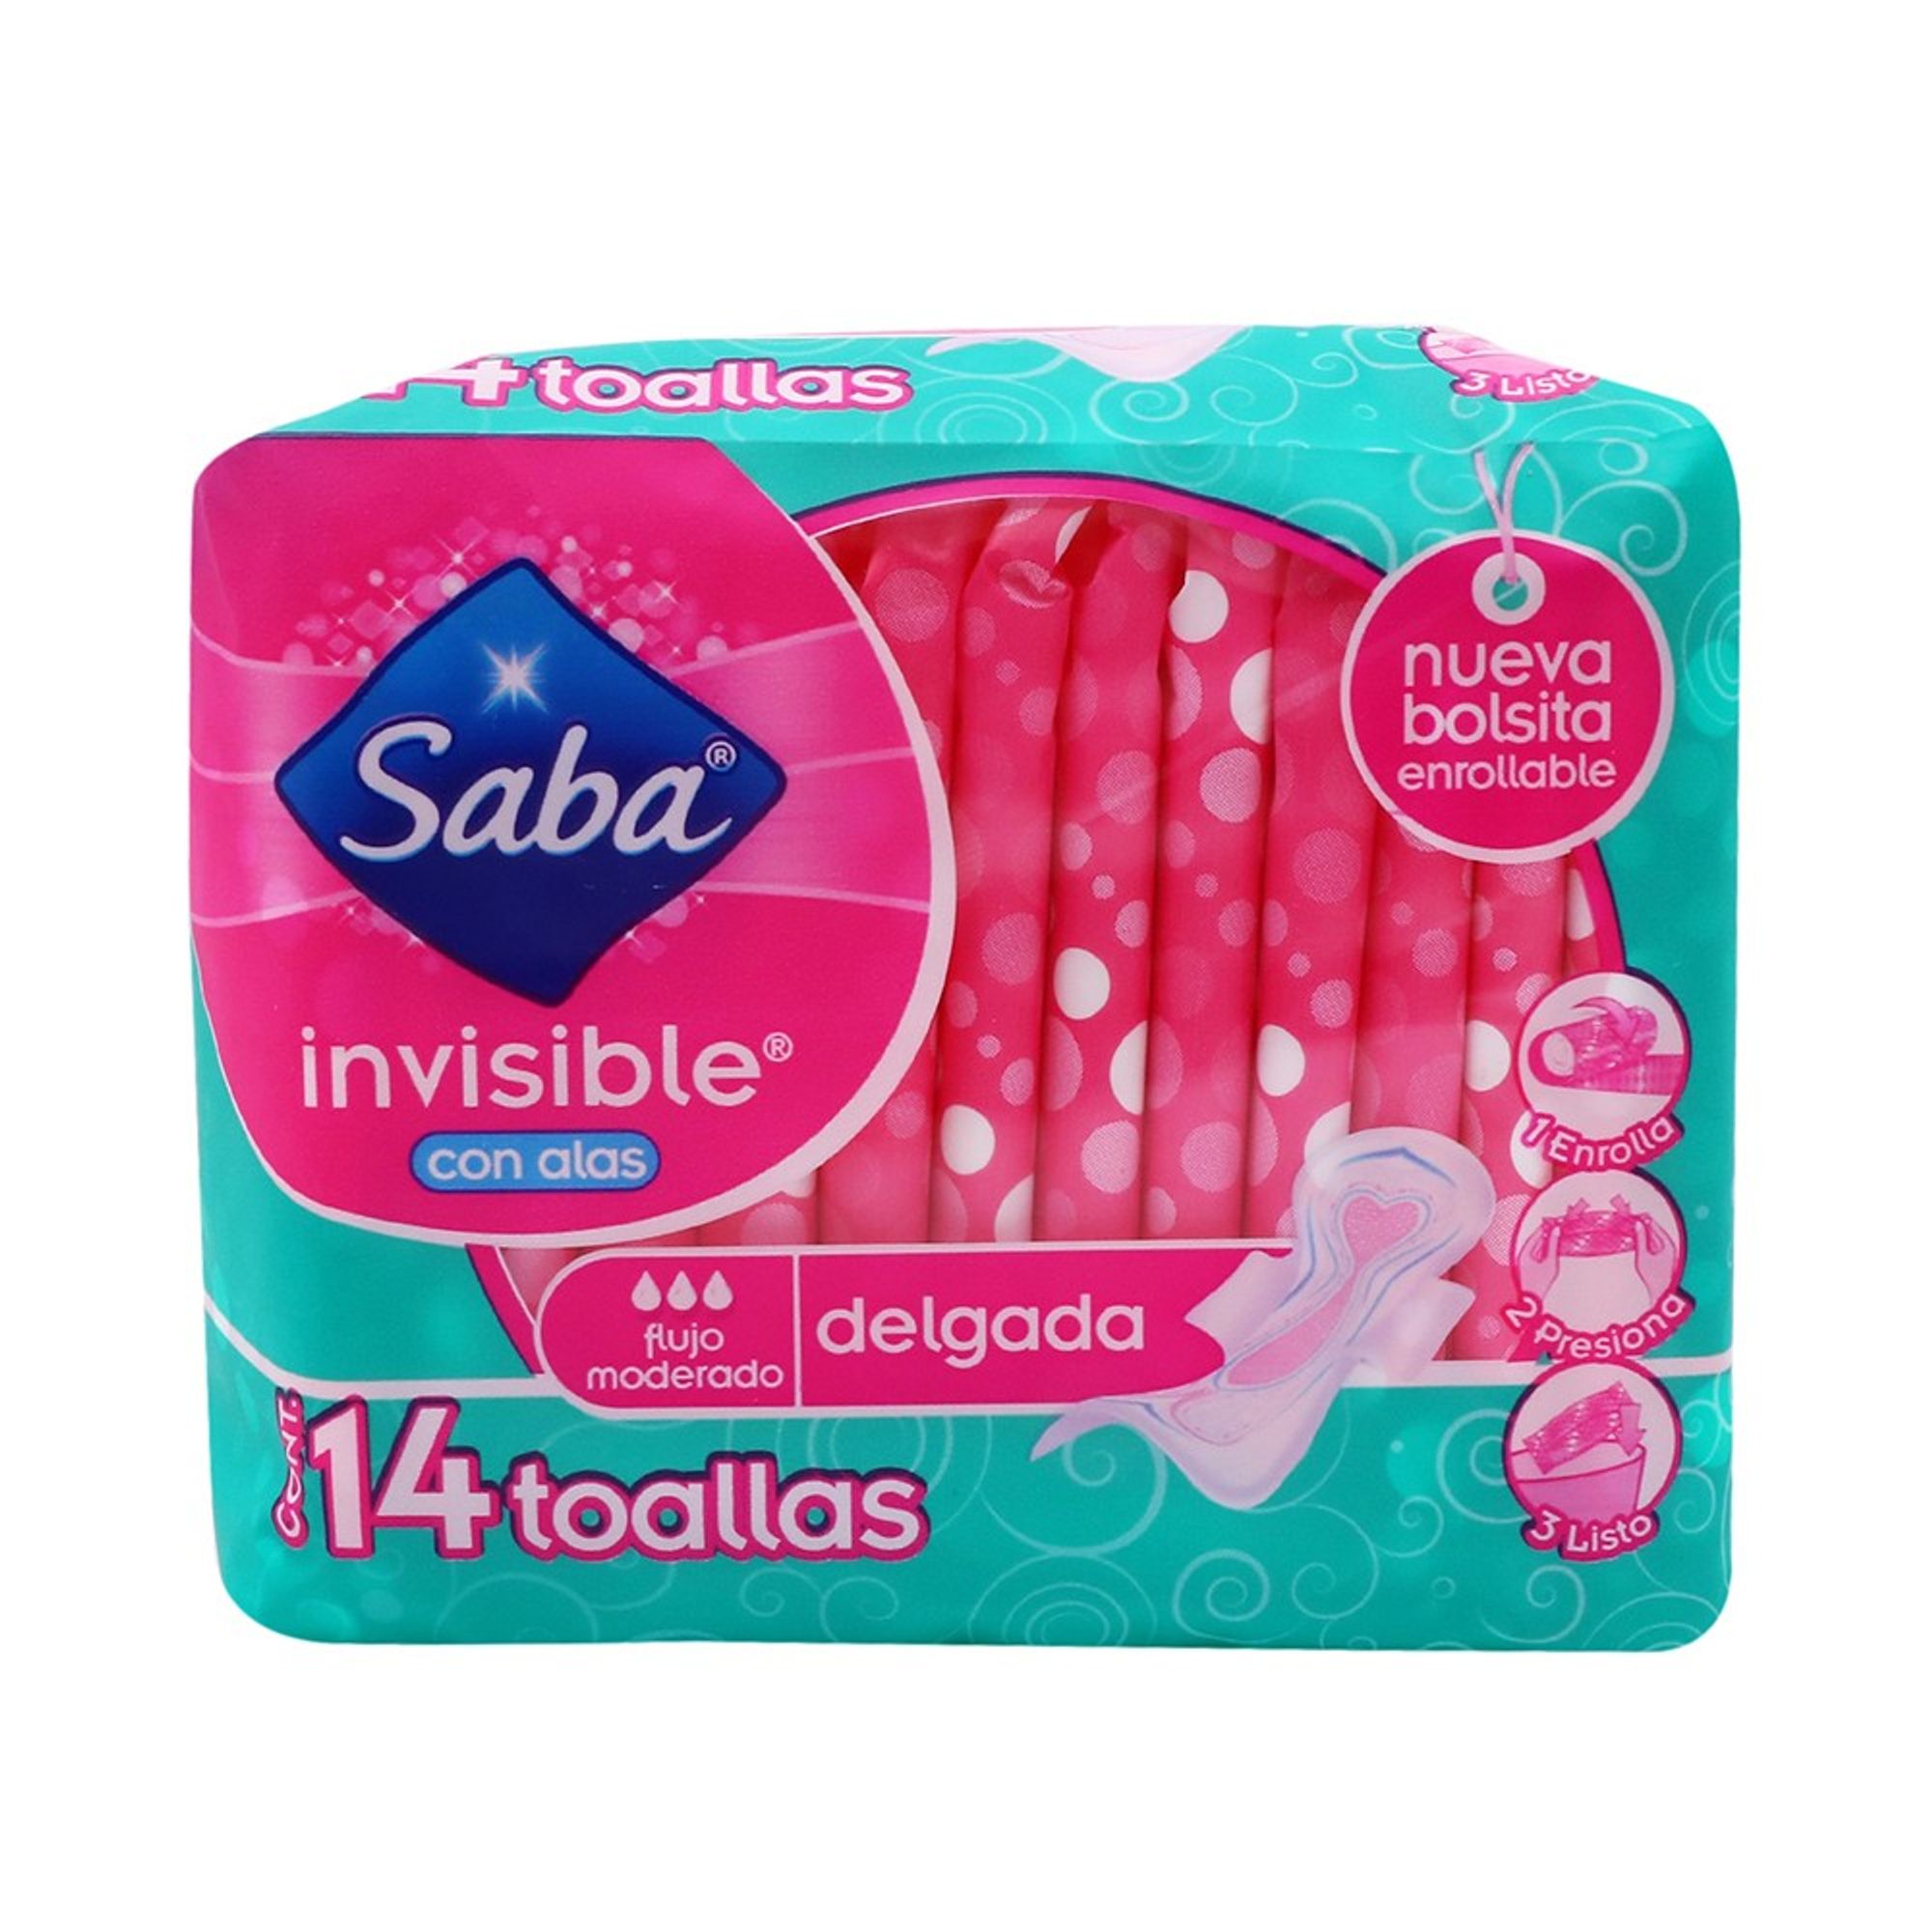 4 toallas
3 Listo
Saba®
invisible®
con alas
nueva
bolsita
enrollable
1 Enrolla
2 Presiona
3 Listo
flujo
moderado
delgada
CONT.
14 toallas